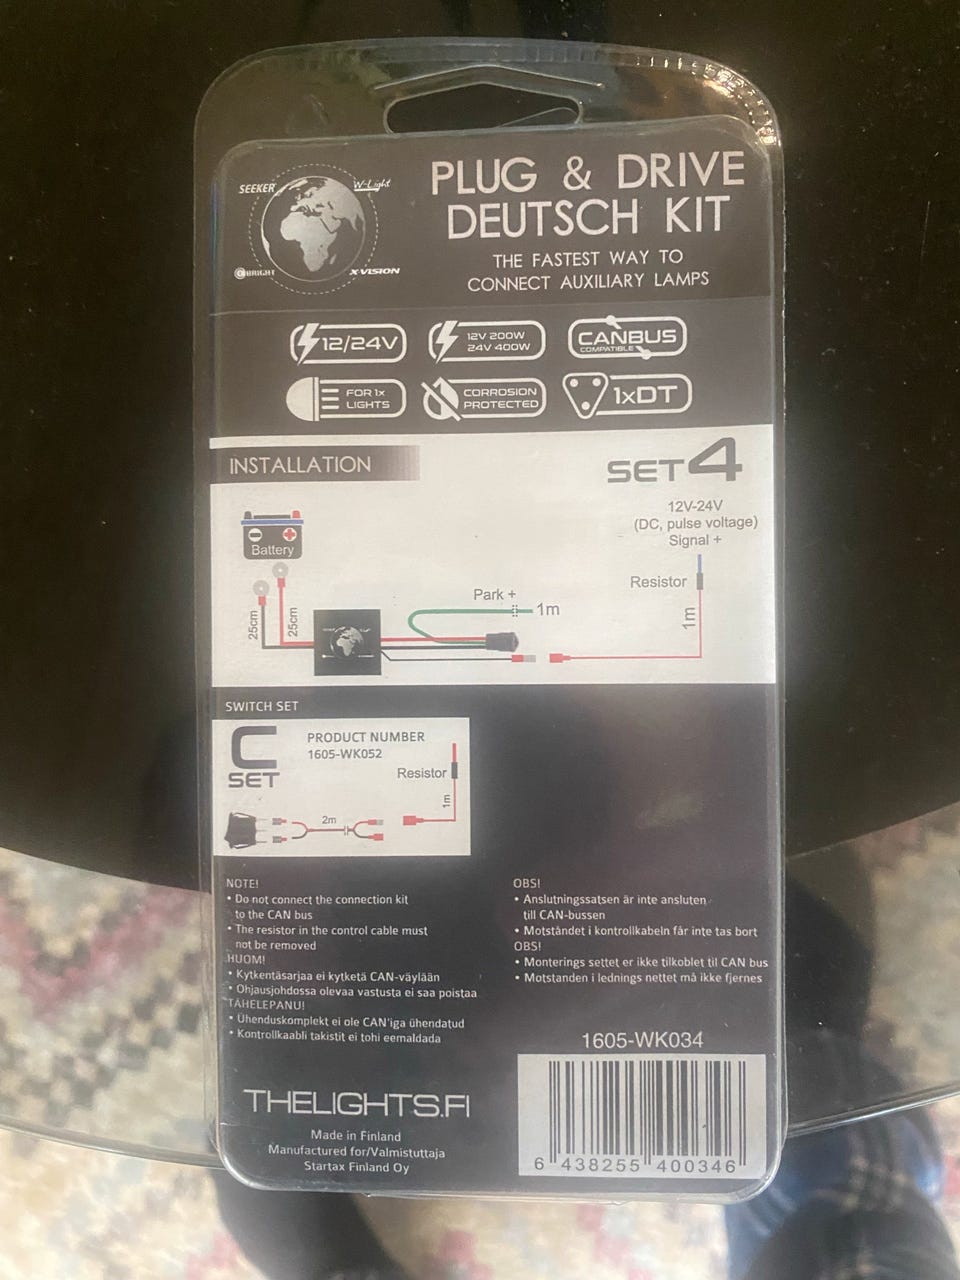 SEEKER
W-Light
BRIGHT
X-VISION
PLUG & DRIVE
DEUTSCH KIT
THE FASTEST WAY TO
CONNECT AUXILIARY LAMPS
12/24V
12V 200W
24V 400W
CANBUS
COMPATIBLE
FOR 1x
LIGHTS
CORROSION
PROTECTED
1xDT
INSTALLATION
SET4
12V-24V
(DC, pulse voltage)
Signal +
Battery
Resistor
Park +
1m
25cm
25cm
1m
SWITCH SET
C
SET
PRODUCT NUMBER
1605-WK052
Resistor
1m
2m
NOTE!
• Do not connect the connection kit
to the CAN bus
• The resistor in the control cable must
not be removed
HUOM!
• Kytkentäsarjaa ei kytketä CAN-väylään
• Ohjausjohdossa olevaa vastusta ei saa poistaa
TÄHELEPANU!
• Ühenduskomplekt ei ole CAN'iga ühendatud
• Kontrollkaabli takistit ei tohi eemaldada
OBS!
• Anslutningssatsen är inte ansluten
till CAN-bussen
• Motståndet i kontrollkabeln får inte tas bort
OBS!
• Monterings settet er ikke tilkoblet til CAN bus
• Motstanden i lednings nettet må ikke fjernes
1605-WK034
6 438255 400346
THELIGHTS.FI
Made in Finland
Manufactured for/Valmistuttaja
Startax Finland Oy